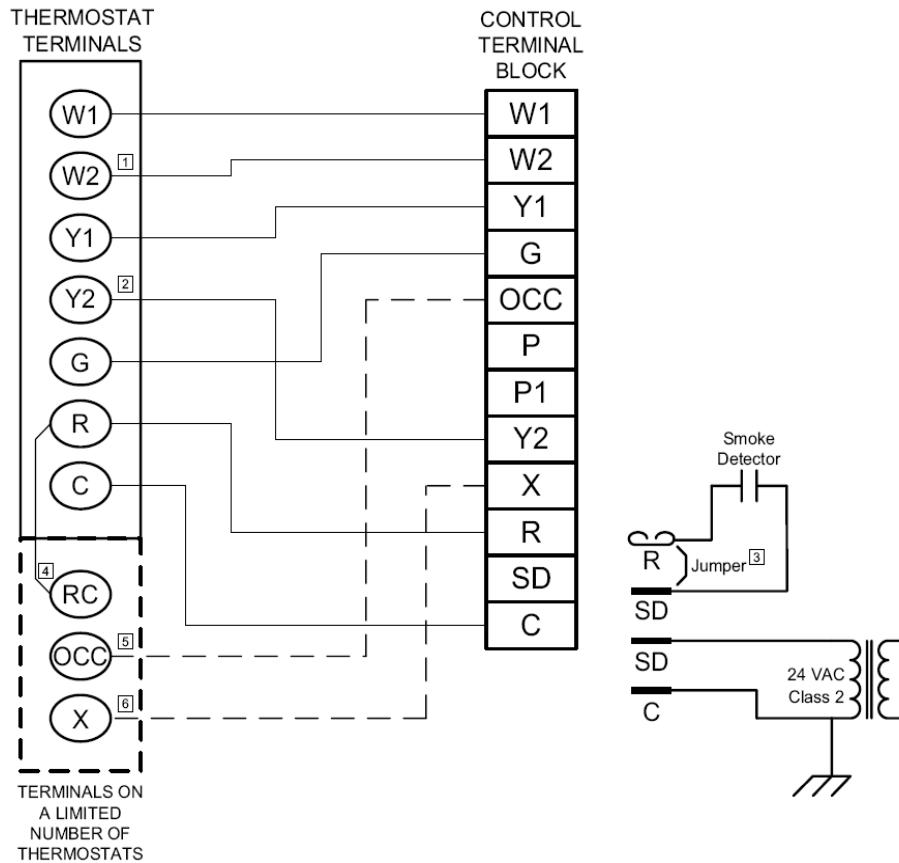 THERMOSTAT
TERMINALS
W1
W2
1
Y1
Y2
2
G
R
C
4
RC
OCC
5
X
6
TERMINALS ON
A LIMITED
NUMBER OF
THERMOSTATS
CONTROL
TERMINAL
BLOCK
W1
W2
Y1
G
OCC
P
P1
Y2
X
R
SD
C
Smoke
Detector
R
Jumper 3
SD
SD
24 VAC
Class 2
C